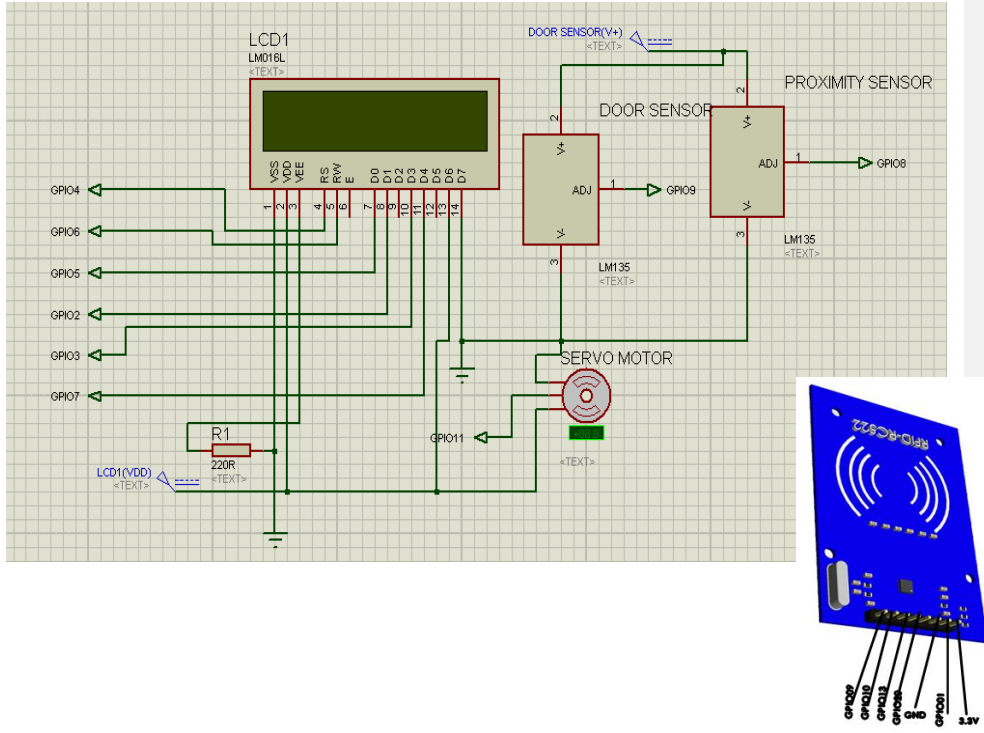 LCD1
LM016L
<TEXT>
VSS
VDD
VEE
RS
RW
E
D0
D1
D2
D3
D4
D5
D6
D7
1
2
3
4
5
6
7
8
9
10
11
12
13
14
GPIO4
GPIO6
GPIO5
GPIO2
GPIO3
GPIO7
R1
220R
<TEXT>
LCD1(VDD)
<TEXT>
DOOR SENSOR(V+)
<TEXT>
DOOR SENSOR
2
V+
ADJ
1
GPIO9
V-
3
LM135
<TEXT>
PROXIMITY SENSOR
2
V+
ADJ
1
GPIO8
V-
3
LM135
<TEXT>
SERVO MOTOR
GPIO11
<TEXT>
RFID-RC522
GPIO09
GPIO10
GPIO13
GND
GPIO01
3.3V